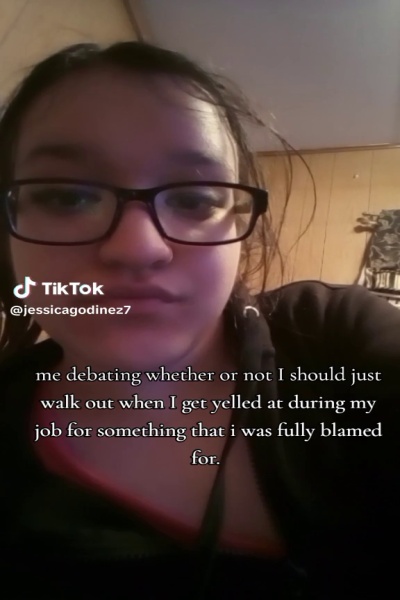 TikTok
@jessicagodinez7
me debating whether or not I should just
walk out when I get yelled at during my
job for something that i was fully blamed
for.